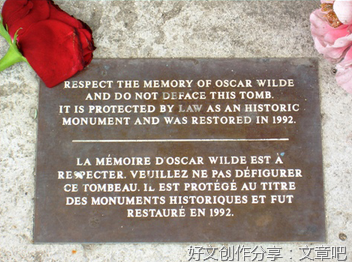 RESPECT THE MEMORY OF OSCAR WILDE
AND DO NOT DEFACE THIS TOMB.
IT IS PROTECTED BY LAW AS AN HISTORIC
MONUMENT AND WAS RESTORED IN 1992.
LA MÉMOIRE D'OSCAR WILDE EST À
RESPECTER. VEUILLEZ NE PAS DÉFIGURER
CE TOMBEAU. IL EST PROTÉGÉ AU TITRE
DES MONUMENTS HISTORIQUES ET FUT
RESTAURÉ EN 1992.
好文创作分享：文章吧